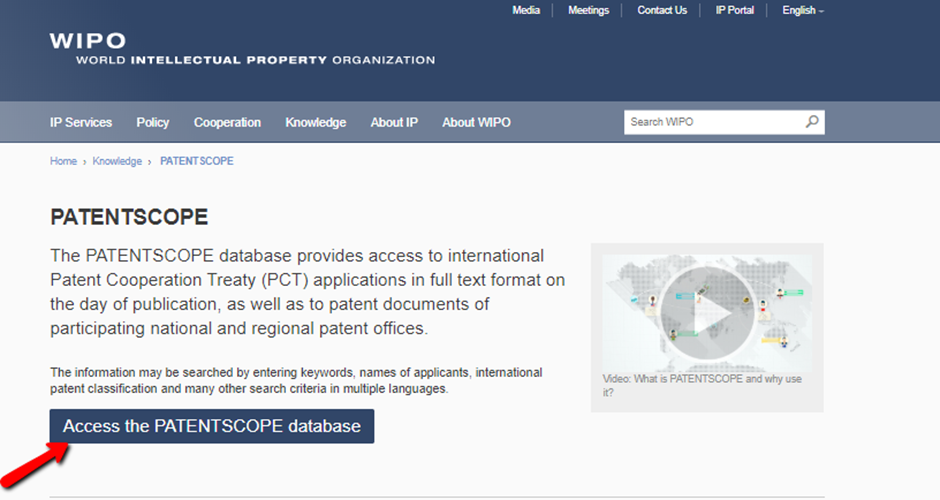 Media Meetings Contact Us IP Portal English
WIPO
WORLD INTELLECTUAL PROPERTY ORGANIZATION
IP Services Policy Cooperation Knowledge About IP About WIPO Search WIPO
Home › Knowledge › PATENTSCOPE
PATENTSCOPE
The PATENTSCOPE database provides access to international
Patent Cooperation Treaty (PCT) applications in full text format on
the day of publication, as well as to patent documents of
participating national and regional patent offices.
The information may be searched by entering keywords, names of applicants, international
patent classification and many other search criteria in multiple languages.
Access the PATENTSCOPE database
Video: What is PATENTSCOPE and why use
it?